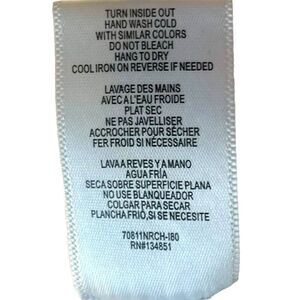 TURN INSIDE OUT
HAND WASH COLD
WITH SIMILAR COLORS
DO NOT BLEACH
HANG TO DRY
COOL IRON ON REVERSE IF NEEDED
LAVAGE DES MAINS
AVEC A L'EAU FROIDE
PLAT SEC
NE PAS JAVELLISER
ACCROCHER POUR SÉCHER
FER FROID SI NÉCESSAIRE
LAVA A REVES Y A MANO
AGUA FRÍA
SECA SOBRE SUPERFICIE PLANA
NO USE BLANQUEADOR
COLGAR PARA SECAR
PLANCHA FRIÓ, SI SE NECESITE
70811NRCH-I80
RN#134851